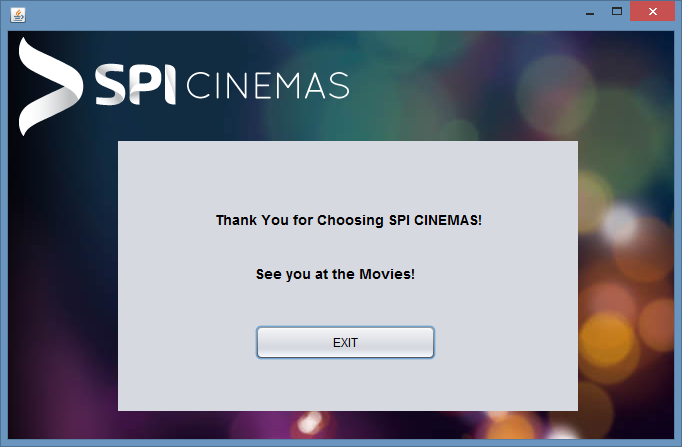 SPI CINEMAS
Thank You for Choosing SPI CINEMAS!
See you at the Movies!
EXIT